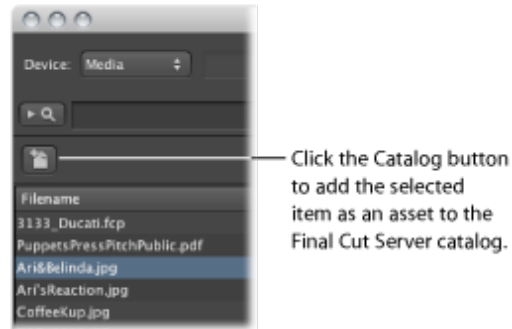 Device: Media
Click the Catalog button
to add the selected
item as an asset to the
Final Cut Server catalog.
Filename
3133_Ducati.fcp
PuppetsPressPitchPublic.pdf
Ari&Belinda.jpg
Ari'sReaction.jpg
CoffeeKup.jpg